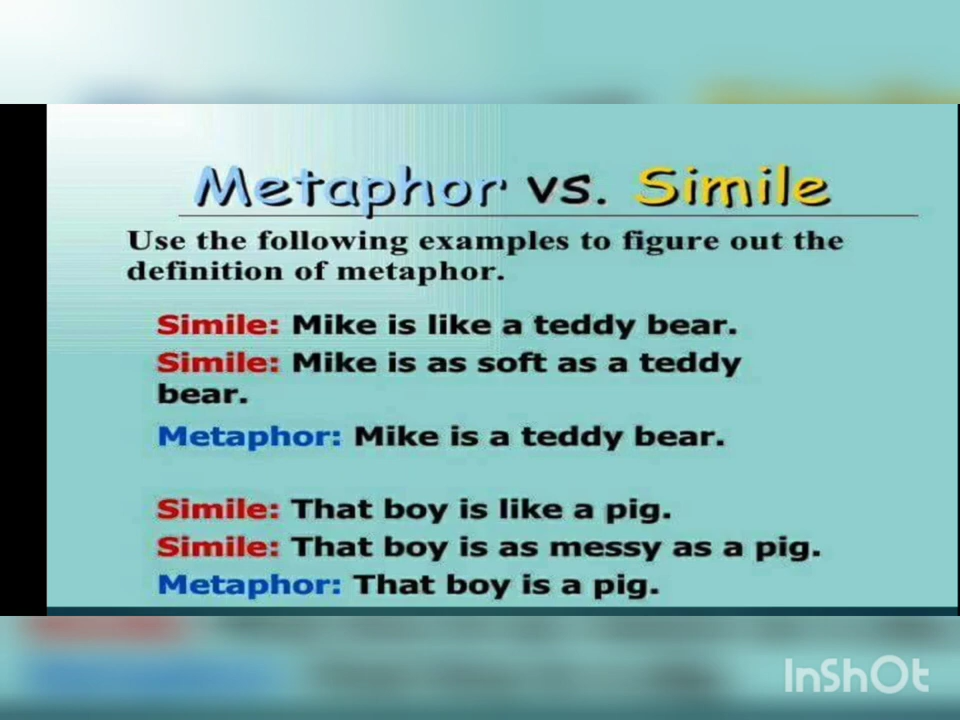 Metaphor vs. Simile
Use the following examples to figure out the
definition of metaphor.
Simile: Mike is like a teddy bear.
Simile: Mike is as soft as a teddy
bear.
Metaphor: Mike is a teddy bear.
Simile: That boy is like a pig.
Simile: That boy is as messy as a pig.
Metaphor: That boy is a pig.
InShOt